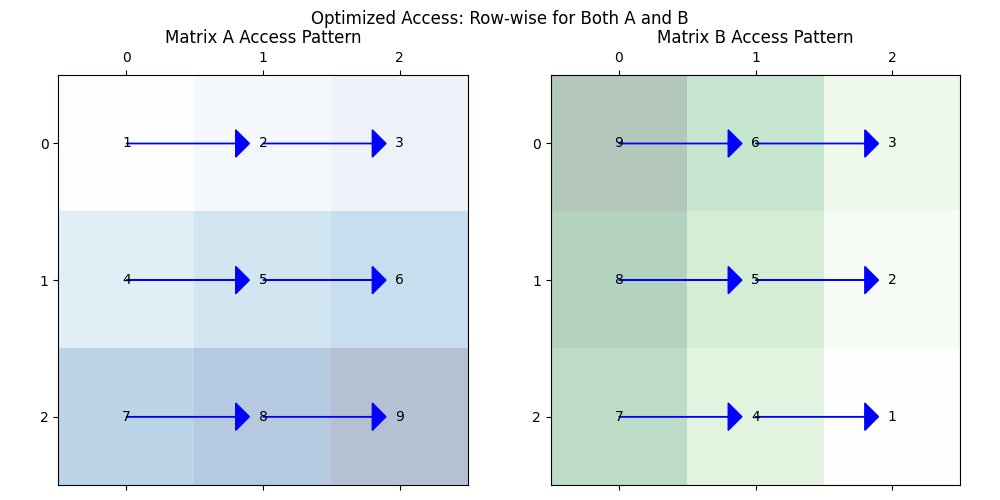 Optimized Access: Row-wise for Both A and B
Matrix A Access Pattern
0 1 2
0 1 2 3
1 4 5 6
2 7 8 9
Matrix B Access Pattern
0 1 2
0 9 6 3
1 8 5 2
2 7 4 1